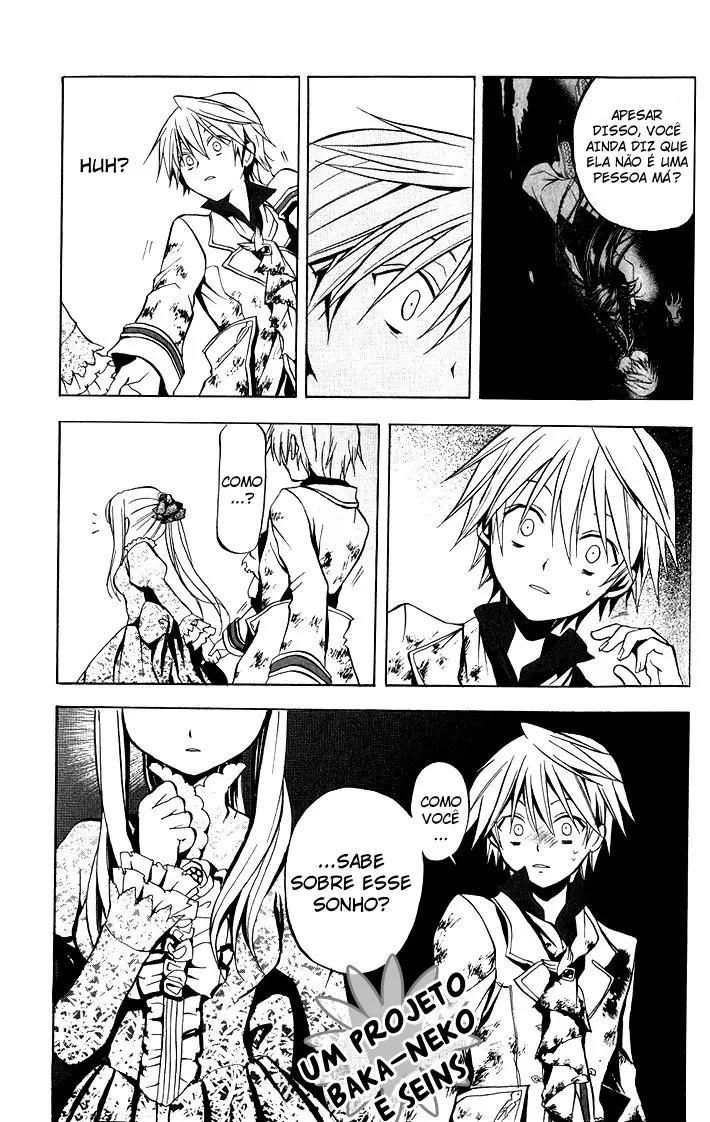 APESAR
DISSO, VOCÊ
AINDA DIZ QUE
ELA NÃO É UMA
PESSOA MÁ?
HUH?
COMO
...?
COMO
VOCÊ
...
...SABE
SOBRE ESSE
SONHO?
UM PROJETO
BAKA-NEKO
E SEINS